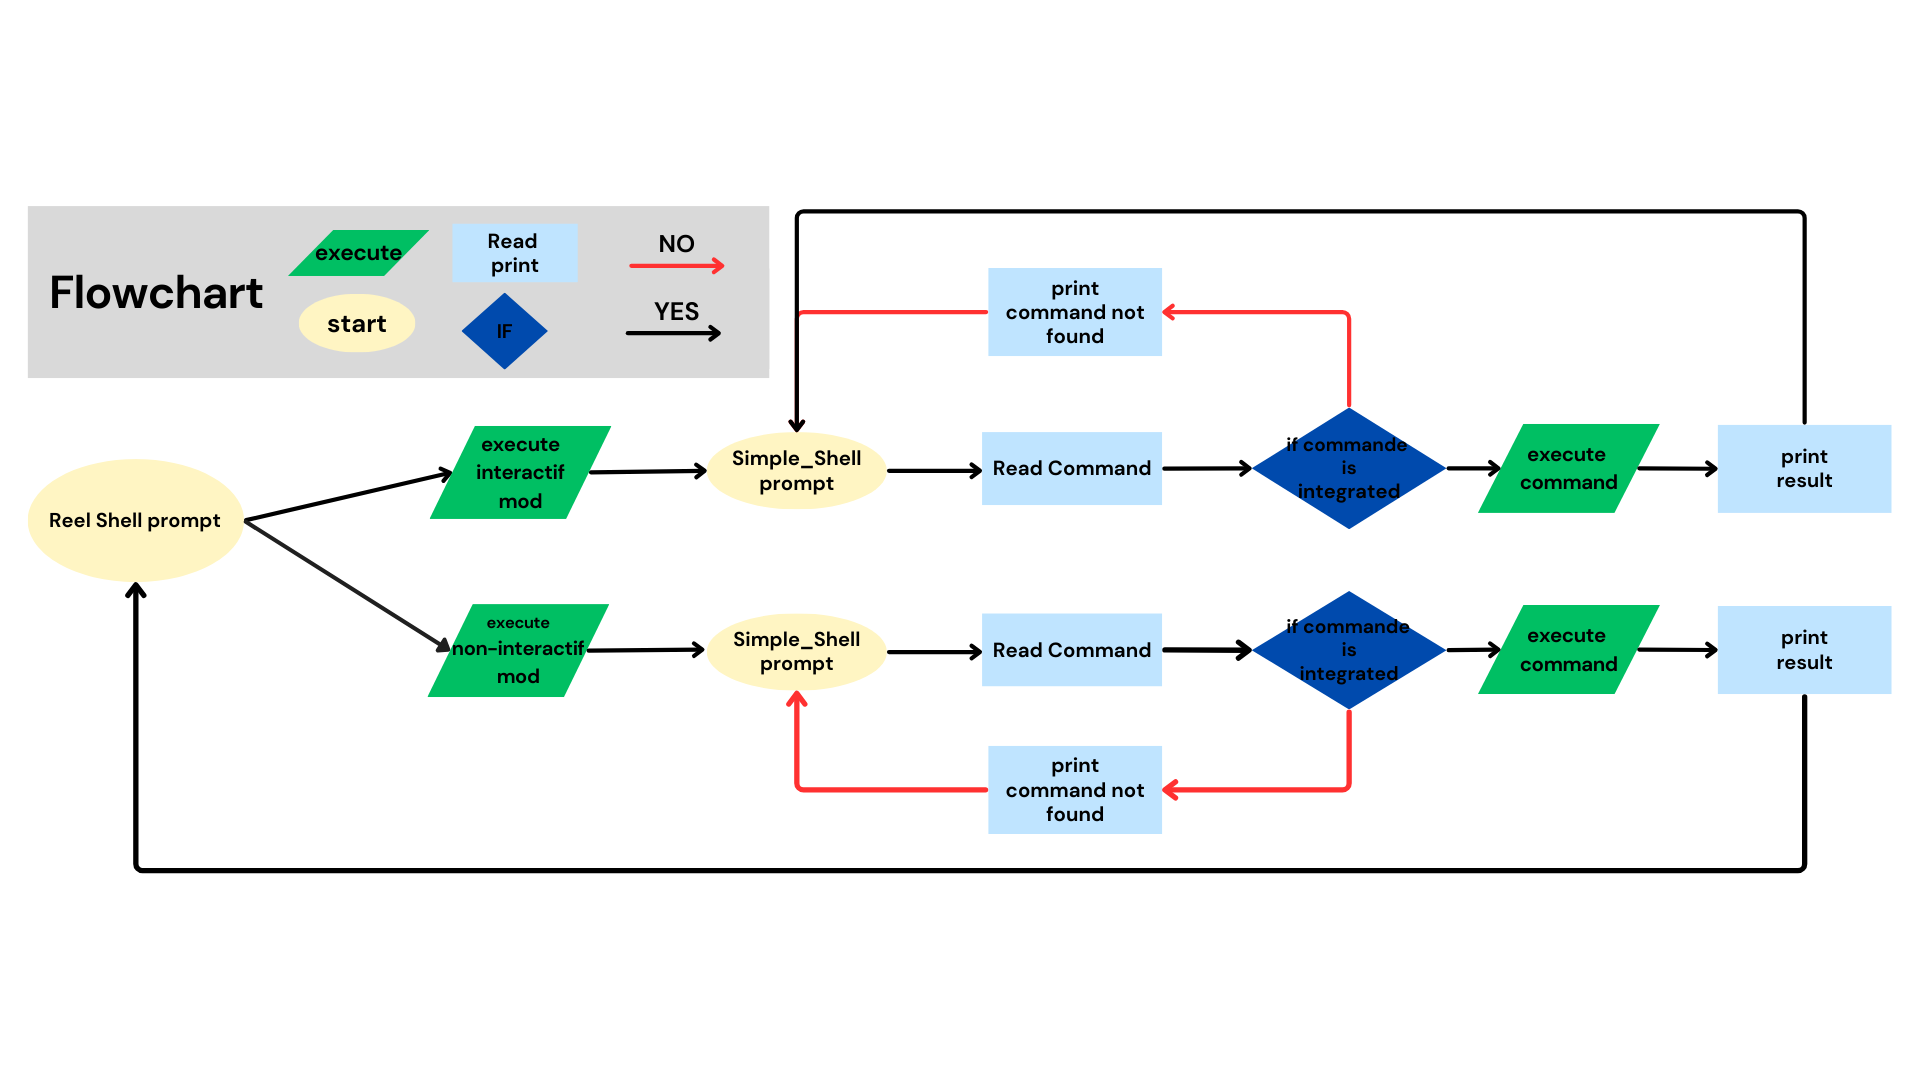 Flowchart
execute
start
Read
print
IF
NO
YES
Reel Shell prompt
execute
interactif
mod
Simple_Shell
prompt
Read Command
if commande
is
integrated
execute
command
print
result
print
command not
found
execute
non-interactif
mod
Simple_Shell
prompt
Read Command
if commande
is
integrated
execute
command
print
result
print
command not
found